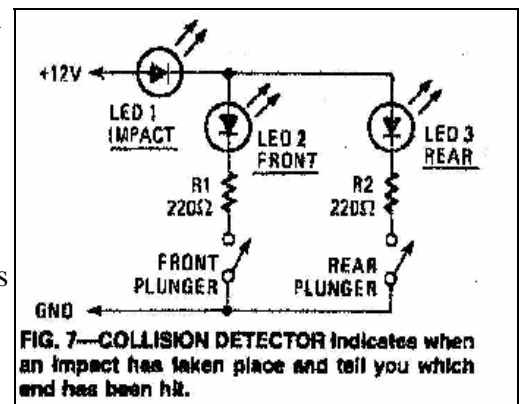 +12V
LED 1
IMPACT
LED 2
FRONT
LED 3
REAR
R1
220Ω
R2
220Ω
FRONT
PLUNGER
REAR
PLUNGER
GND
s
FIG. 7—COLLISION DETECTOR indicates when
an impact has taken place and tell you which
end has been hit.